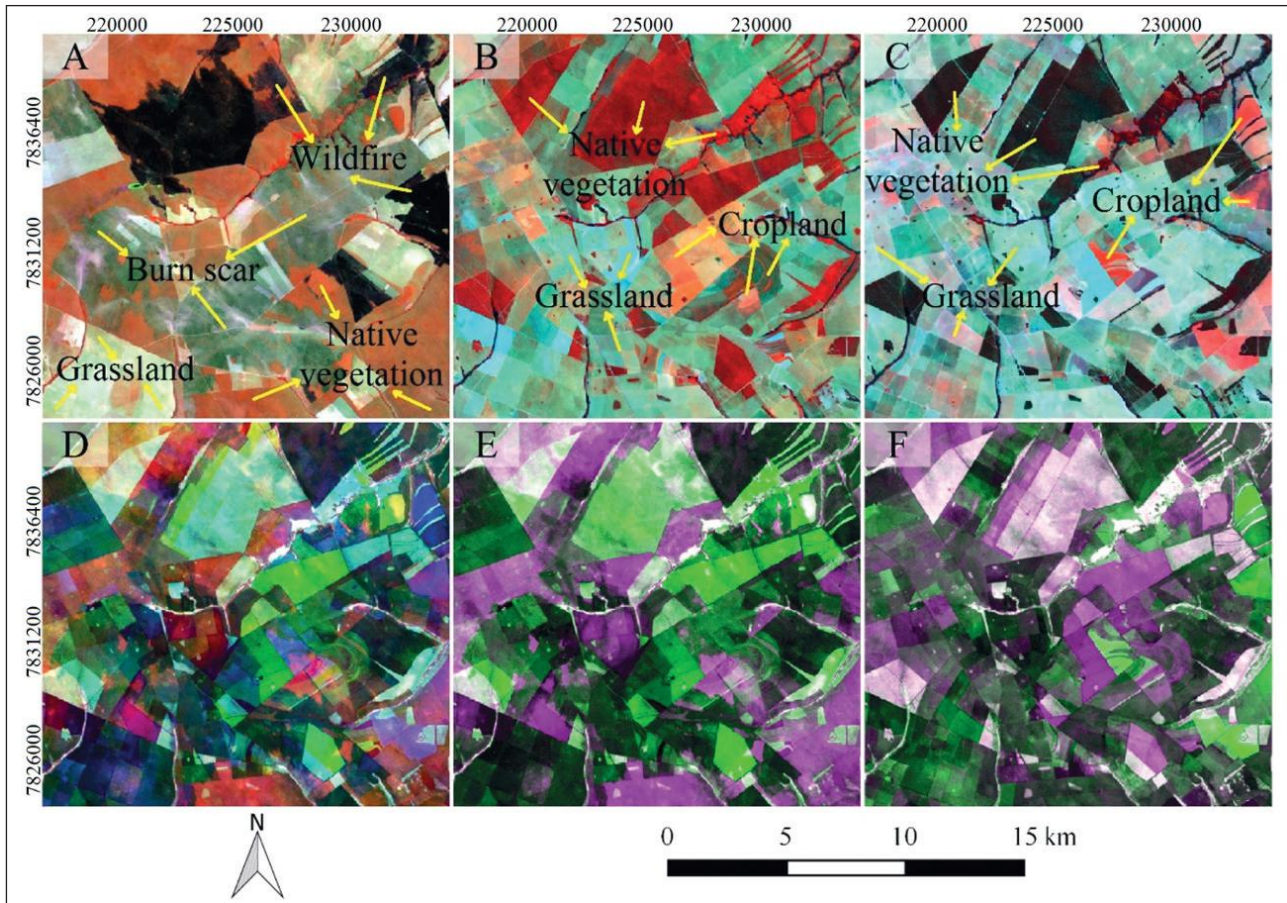 220000 225000 230000 220000 225000 230000 220000 225000 230000
A B C
7836400
Wildfire
Native
vegetation
Native
vegetation
Cropland
Cropland
7831200
Burn scar
Grassland
Grassland
Native
vegetation
Grassland
7826000
D E F
7836400
7831200
7826000
N
0 5 10 15 km